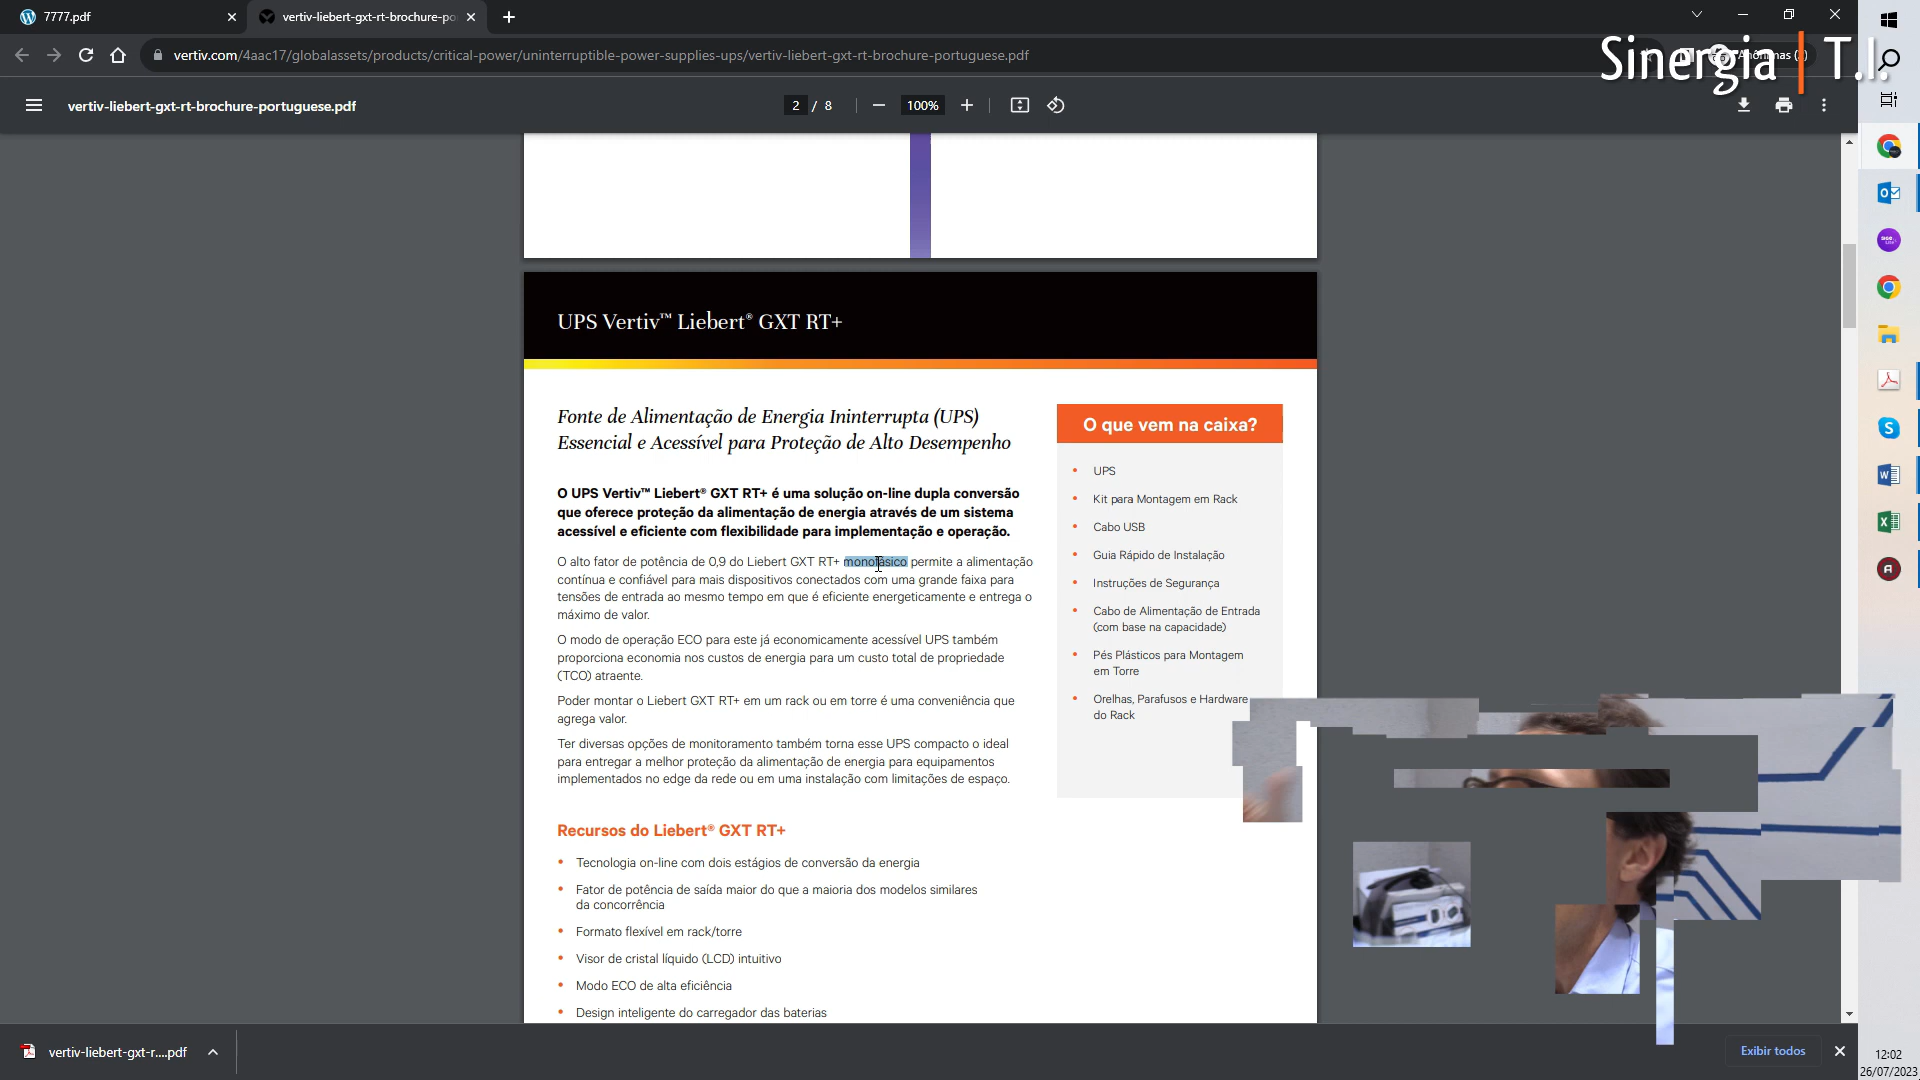 7777.pdf
vertiv-liebert-gxt-rt-brochure-po
vertiv.com/4aac17/globalassets/products/critical-power/uninterruptible-power-supplies-ups/vertiv-liebert-gxt-rt-brochure-portuguese.pdf
Sinergia | T.I.
vertiv-liebert-gxt-rt-brochure-portuguese.pdf
2 / 8
100%
UPS Vertiv™ Liebert® GXT RT+
Fonte de Alimentação de Energia Ininterrupta (UPS)
Essencial e Acessível para Proteção de Alto Desempenho
O UPS Vertiv™ Liebert® GXT RT+ é uma solução on-line dupla conversão
que oferece proteção da alimentação de energia através de um sistema
acessível e eficiente com flexibilidade para implementação e operação.
O alto fator de potência de 0,9 do Liebert GXT RT+ monofásico permite a alimentação
contínua e confiável para mais dispositivos conectados com uma grande faixa para
tensões de entrada ao mesmo tempo em que é eficiente energeticamente e entrega o
máximo de valor.
O modo de operação ECO para este já economicamente acessível UPS também
proporciona economia nos custos de energia para um custo total de propriedade
(TCO) atraente.
Poder montar o Liebert GXT RT+ em um rack ou em torre é uma conveniência que
agrega valor.
Ter diversas opções de monitoramento também torna esse UPS compacto o ideal
para entregar a melhor proteção da alimentação de energia para equipamentos
implementados no edge da rede ou em uma instalação com limitações de espaço.
O que vem na caixa?
• UPS
• Kit para Montagem em Rack
• Cabo USB
• Guia Rápido de Instalação
• Instruções de Segurança
• Cabo de Alimentação de Entrada
(com base na capacidade)
• Pés Plásticos para Montagem
em Torre
• Orelhas, Parafusos e Hardware
do Rack
Recursos do Liebert® GXT RT+
• Tecnologia on-line com dois estágios de conversão da energia
• Fator de potência de saída maior do que a maioria dos modelos similares
da concorrência
• Formato flexível em rack/torre
• Visor de cristal líquido (LCD) intuitivo
• Modo ECO de alta eficiência
• Design inteligente do carregador das baterias
vertiv-liebert-gxt-r....pdf
Exibir todos
12:02
26/07/2023